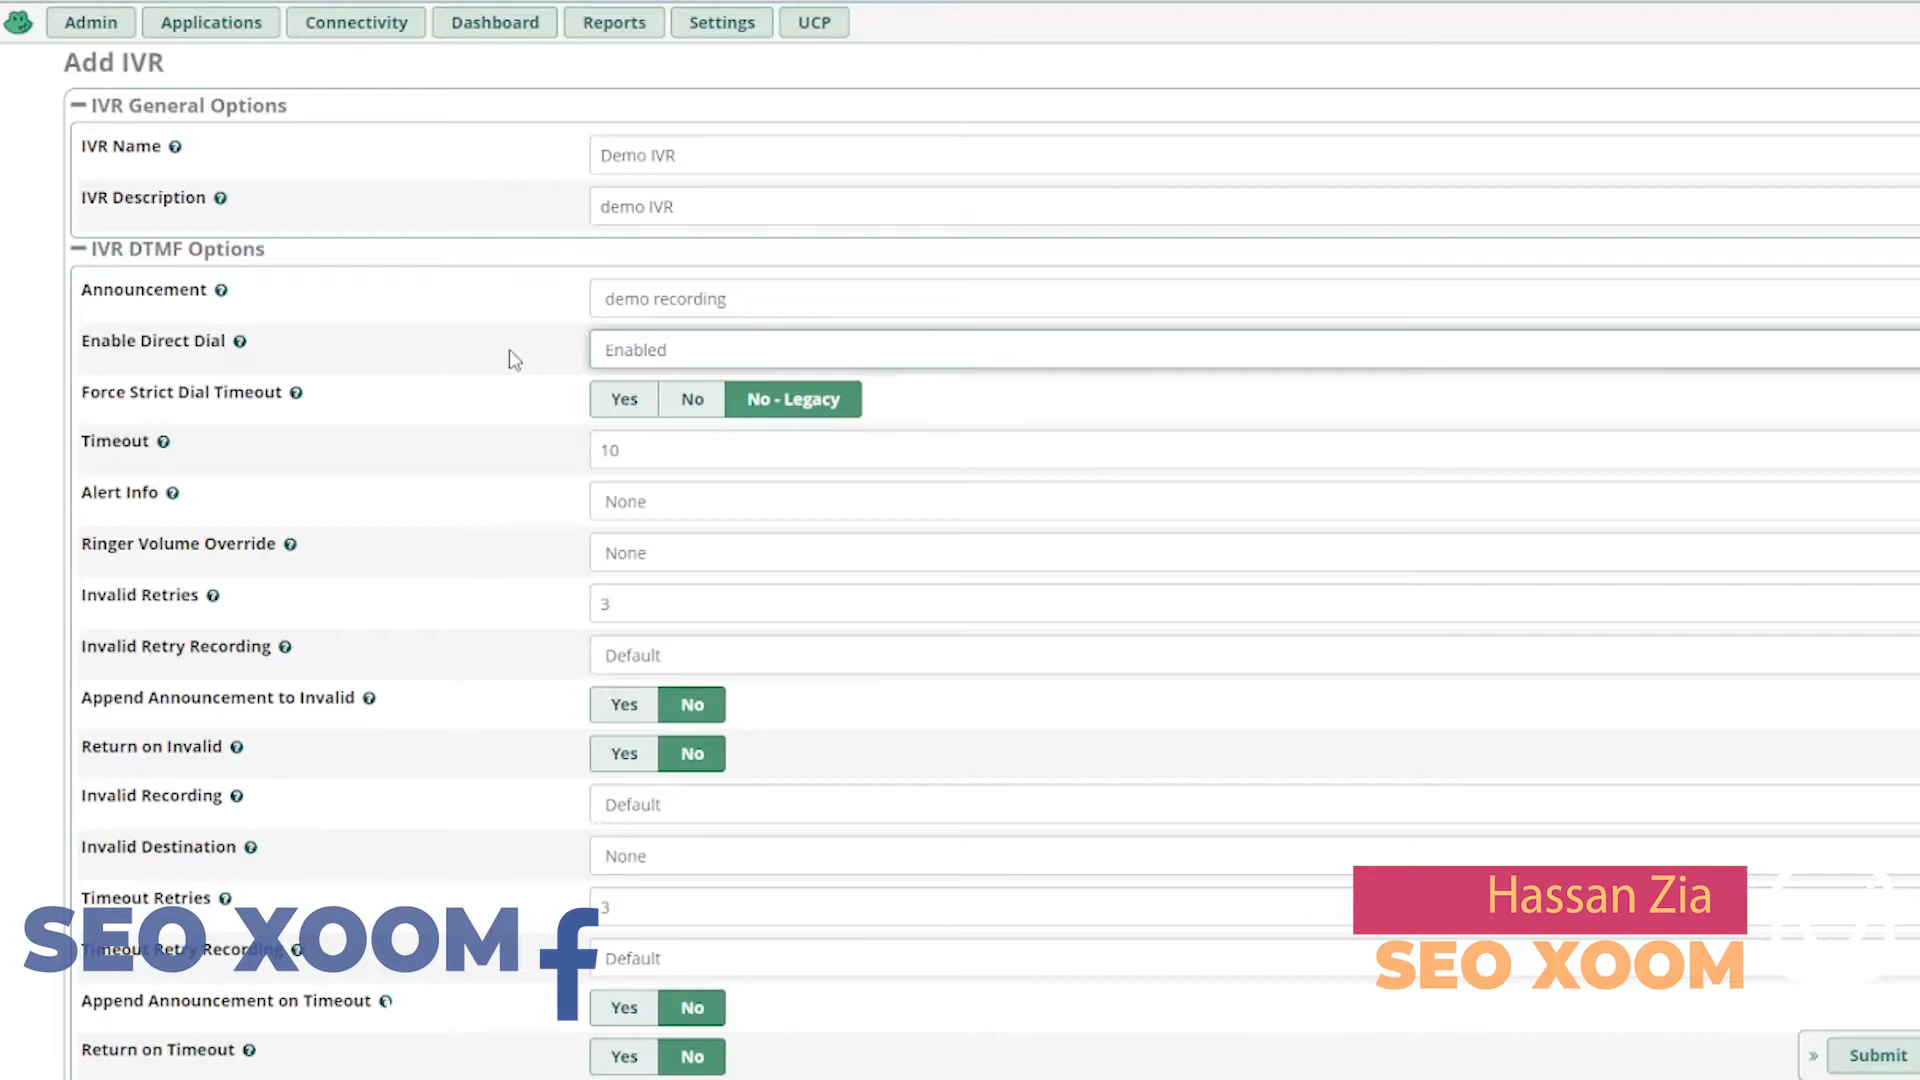 Admin Applications Connectivity Dashboard Reports Settings UCP
Add IVR
IVR General Options
IVR Name
Demo IVR
IVR Description
demo IVR
IVR DTMF Options
Announcement
demo recording
Enable Direct Dial
Enabled
Force Strict Dial Timeout
Yes No No - Legacy
Timeout
10
Alert Info
None
Ringer Volume Override
None
Invalid Retries
3
Invalid Retry Recording
Default
Append Announcement to Invalid
Yes No
Return on Invalid
Yes No
Invalid Recording
Default
Invalid Destination
None
Timeout Retries
3
Timeout Retry Recording
Default
Append Announcement on Timeout
Yes No
Return on Timeout
Yes No
» Submit
SEO XOOM f
Hassan Zia
SEO XOOM